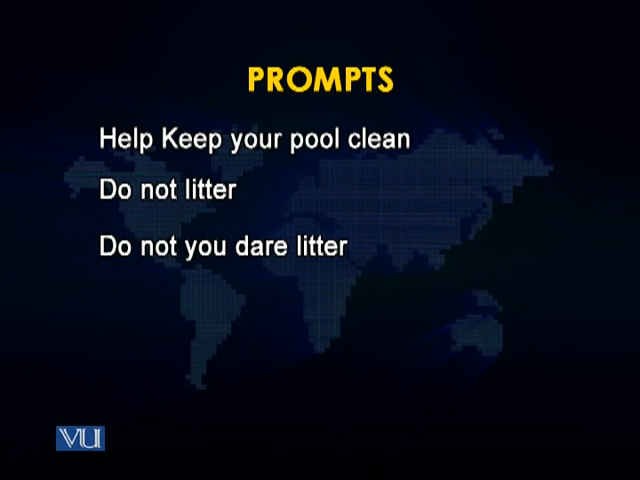 PROMPTS
Help Keep your pool clean
Do not litter
Do not you dare litter
VU